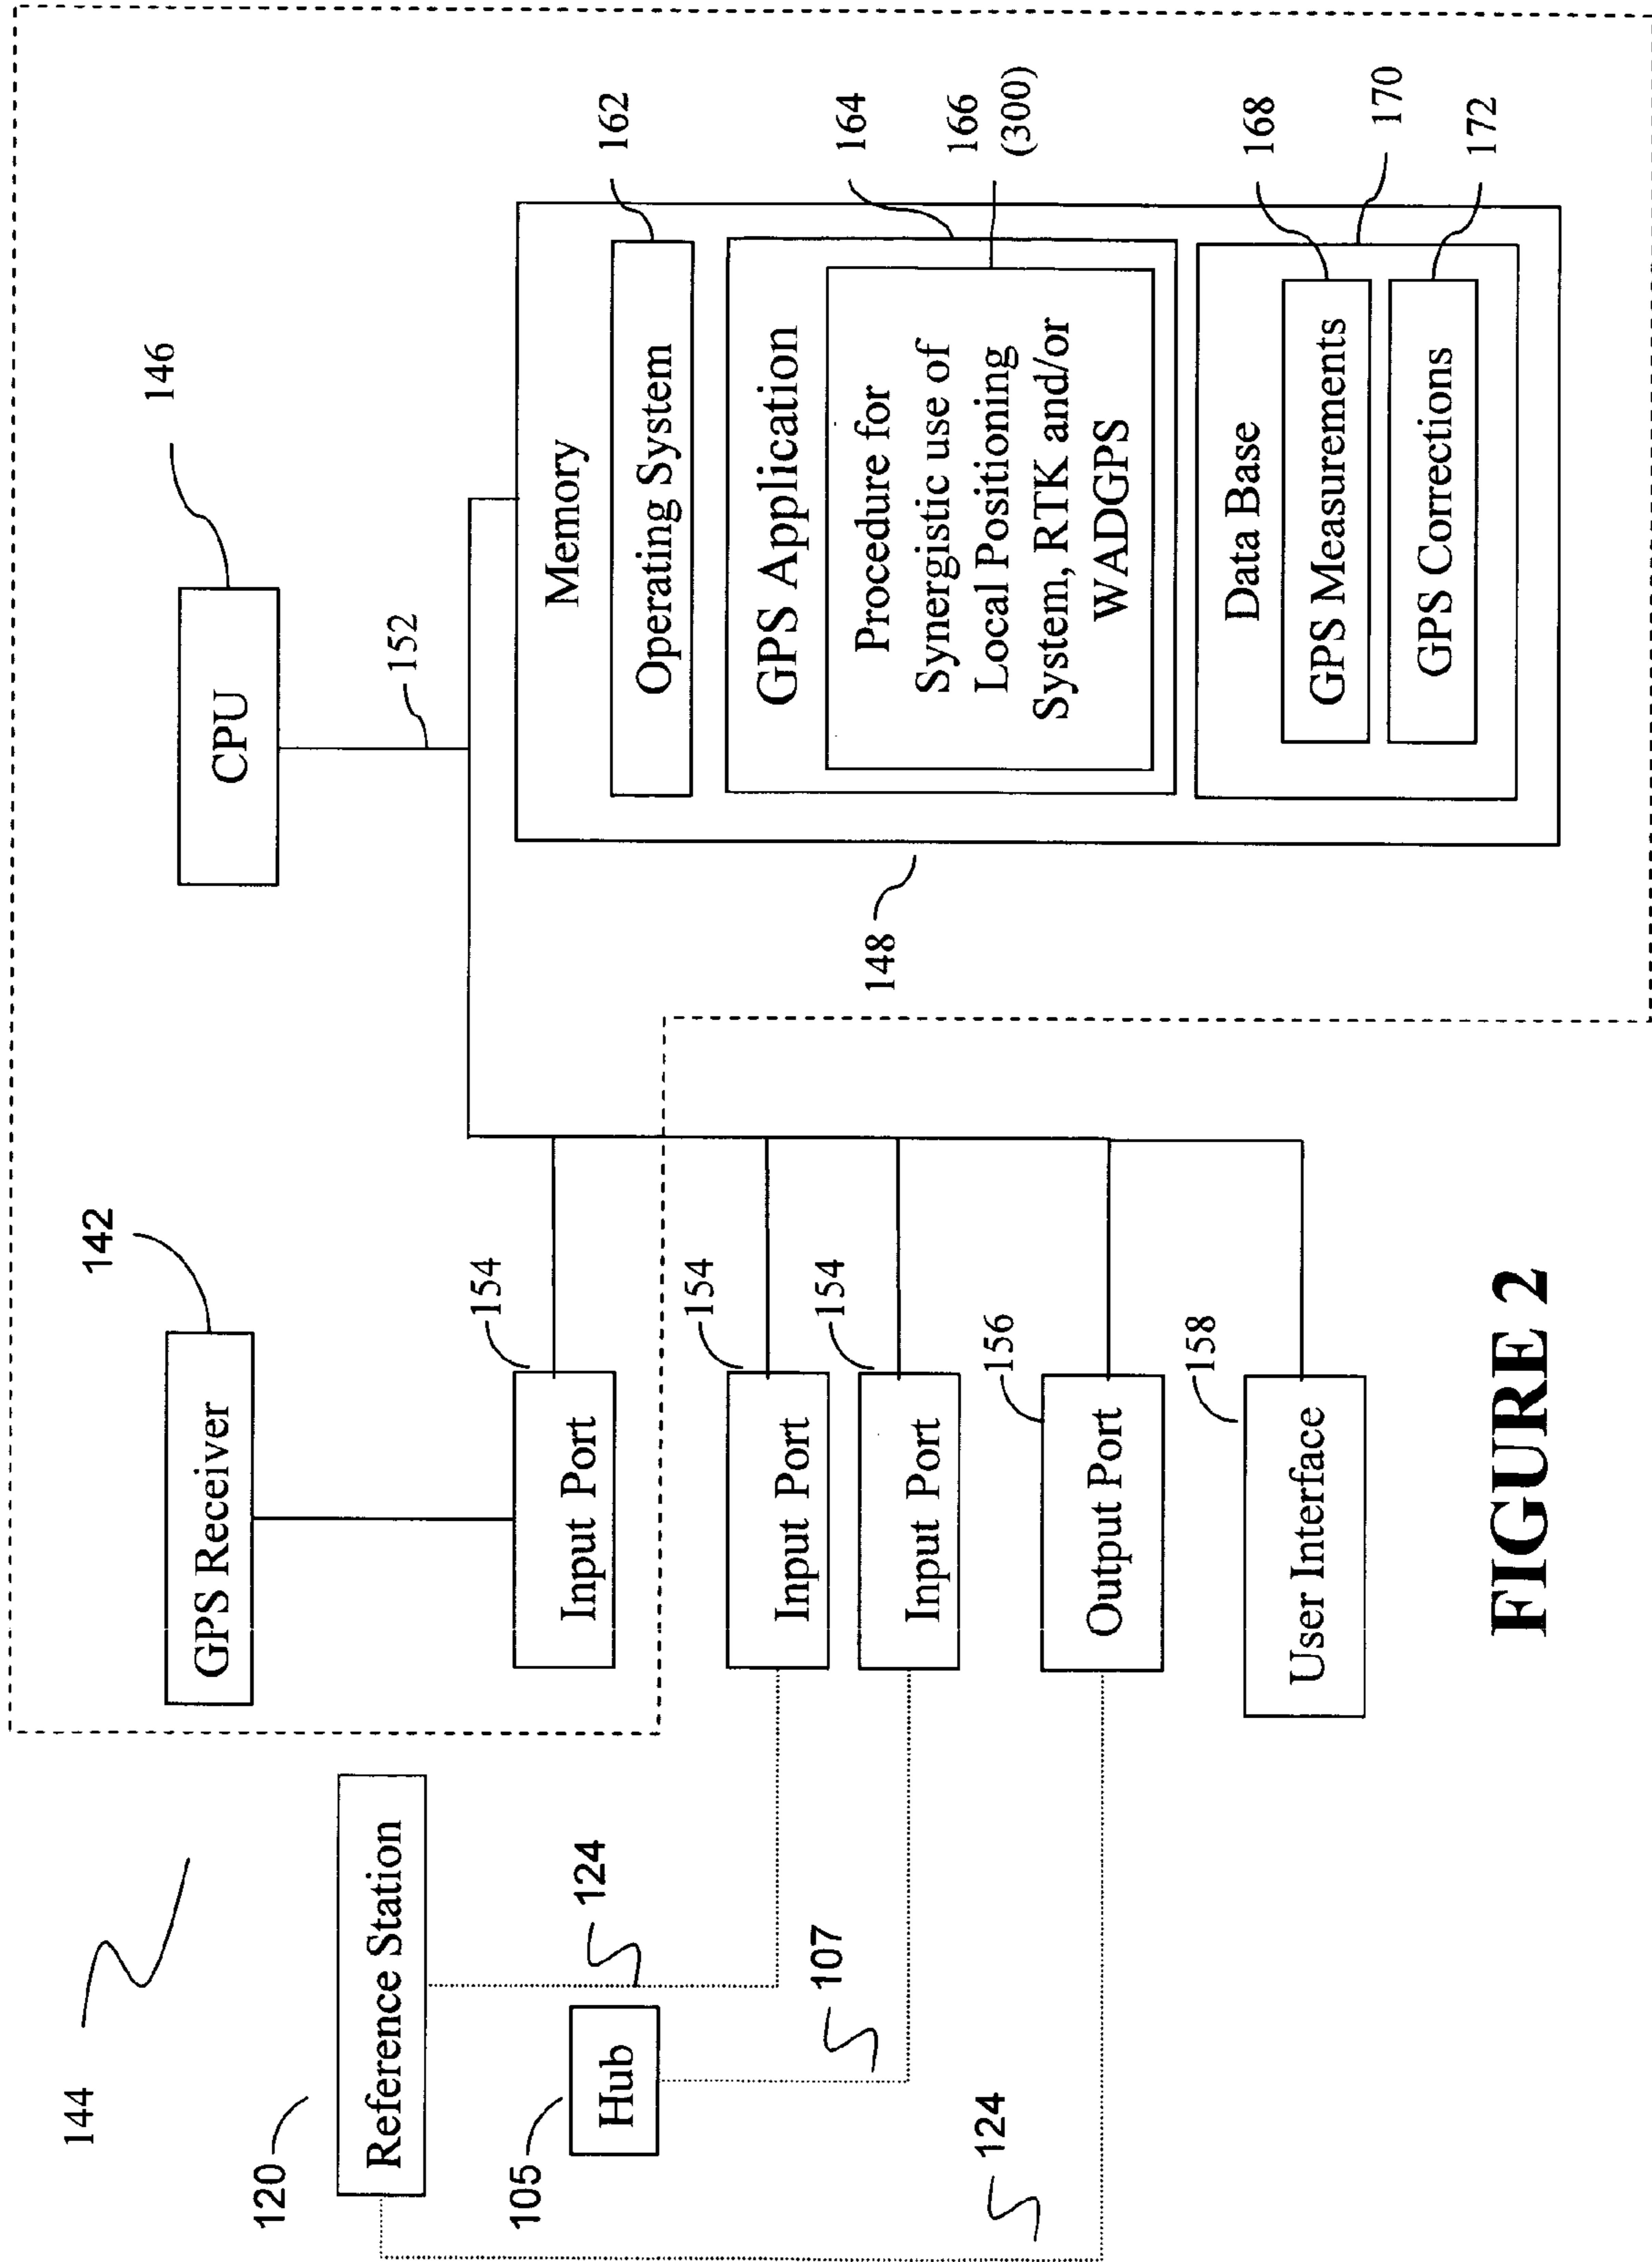 144
120
Reference Station
105
Hub
124
107
124
142
GPS Receiver
154
Input Port
154
Input Port
154
Input Port
156
Output Port
158
User Interface
146
CPU
152
148
Memory
Operating System
162
GPS Application
164
Procedure for
Synergistic use of
Local Positioning
System, RTK and/or
WADGPS
166
(300)
Data Base
GPS Measurements
168
170
GPS Corrections
172
FIGURE 2